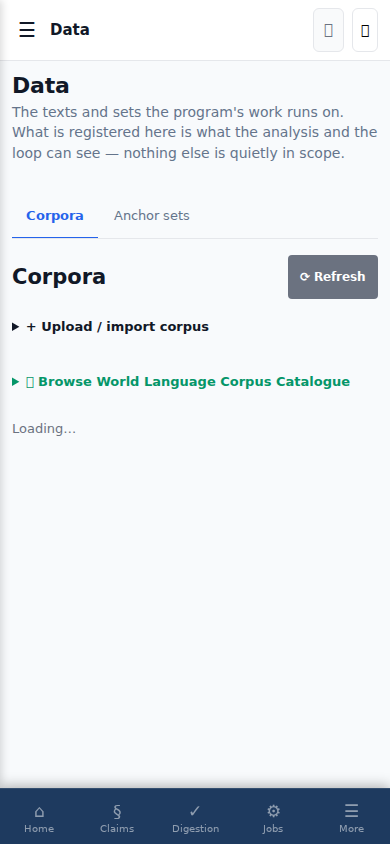 ☰ Data
Data
The texts and sets the program's work runs on.
What is registered here is what the analysis and the
loop can see — nothing else is quietly in scope.
Corpora
Anchor sets
Corpora
⟳ Refresh
▶ + Upload / import corpus
▶ Browse World Language Corpus Catalogue
Loading...
Home
§
Claims
✓
Digestion
Jobs
☰
More